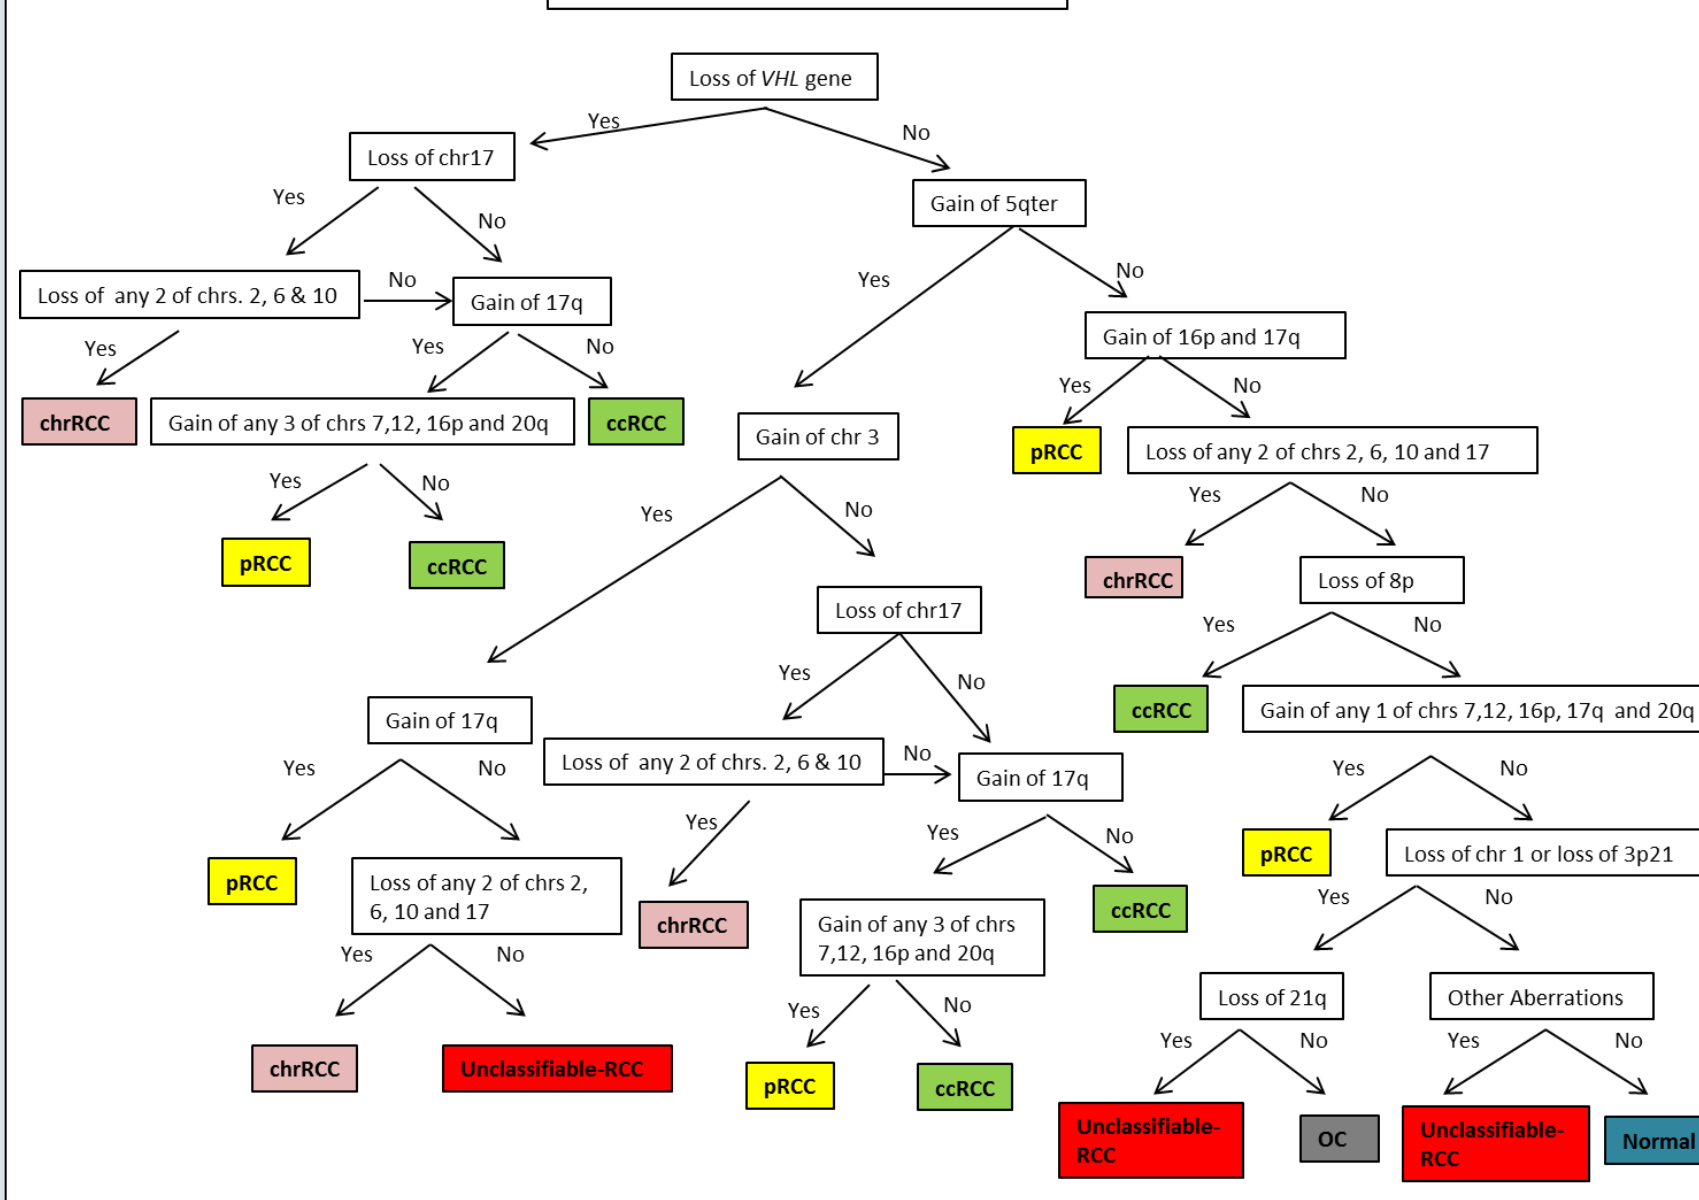 Loss of VHL gene
Yes
No
Loss of chr17
Yes
No
Gain of 5qter
Yes
No
Loss of  any 2 of chrs. 2, 6 & 10
No
Gain of 17q
Yes
Yes
No
Gain of 16p and 17q
Yes
No
chrRCC
Gain of any 3 of chrs 7,12, 16p and 20q
ccRCC
Gain of chr 3
pRCC
Loss of any 2 of chrs 2, 6, 10 and 17
Yes
No
Yes
No
Yes
No
pRCC
ccRCC
chrRCC
Loss of 8p
Loss of chr17
Yes
No
Yes
No
ccRCC
Gain of any 1 of chrs 7,12, 16p, 17q  and 20q
Gain of 17q
Loss of  any 2 of chrs. 2, 6 & 10
No
Gain of 17q
Yes
No
Yes
Yes
No
Yes
No
pRCC
Loss of any 2 of chrs 2,
6, 10 and 17
chrRCC
Gain of any 3 of chrs
7,12, 16p and 20q
ccRCC
pRCC
Loss of chr 1 or loss of 3p21
Yes
No
Yes
No
Yes
No
Loss of 21q
Other Aberrations
Yes
No
Yes
No
chrRCC
Unclassifiable-RCC
pRCC
ccRCC
Unclassifiable-
RCC
OC
Unclassifiable-
RCC
Normal